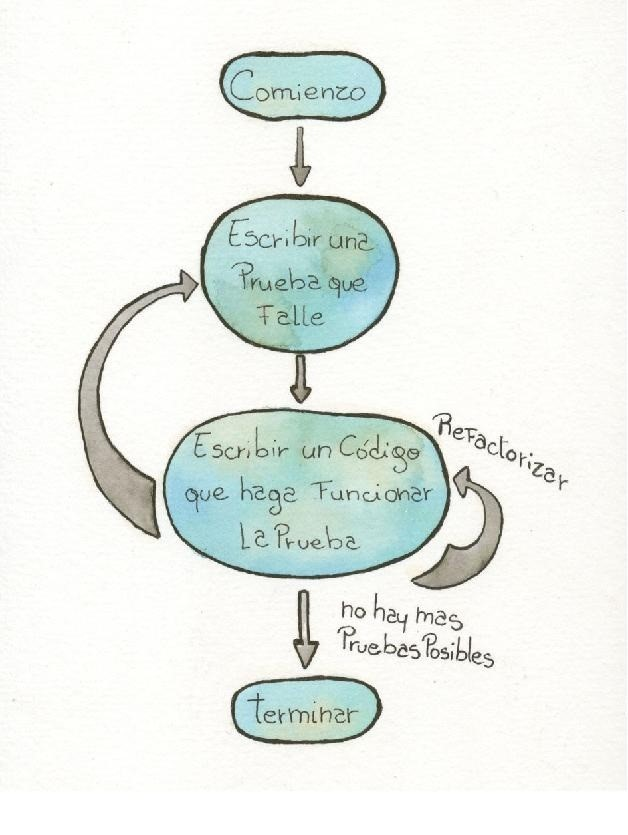 Comienzo
Escribir una
Prueba que
Falle
Escribir un Código
que haga Funcionar
La Prueba
Refactorizar
no hay mas
Pruebas Posibles
terminar